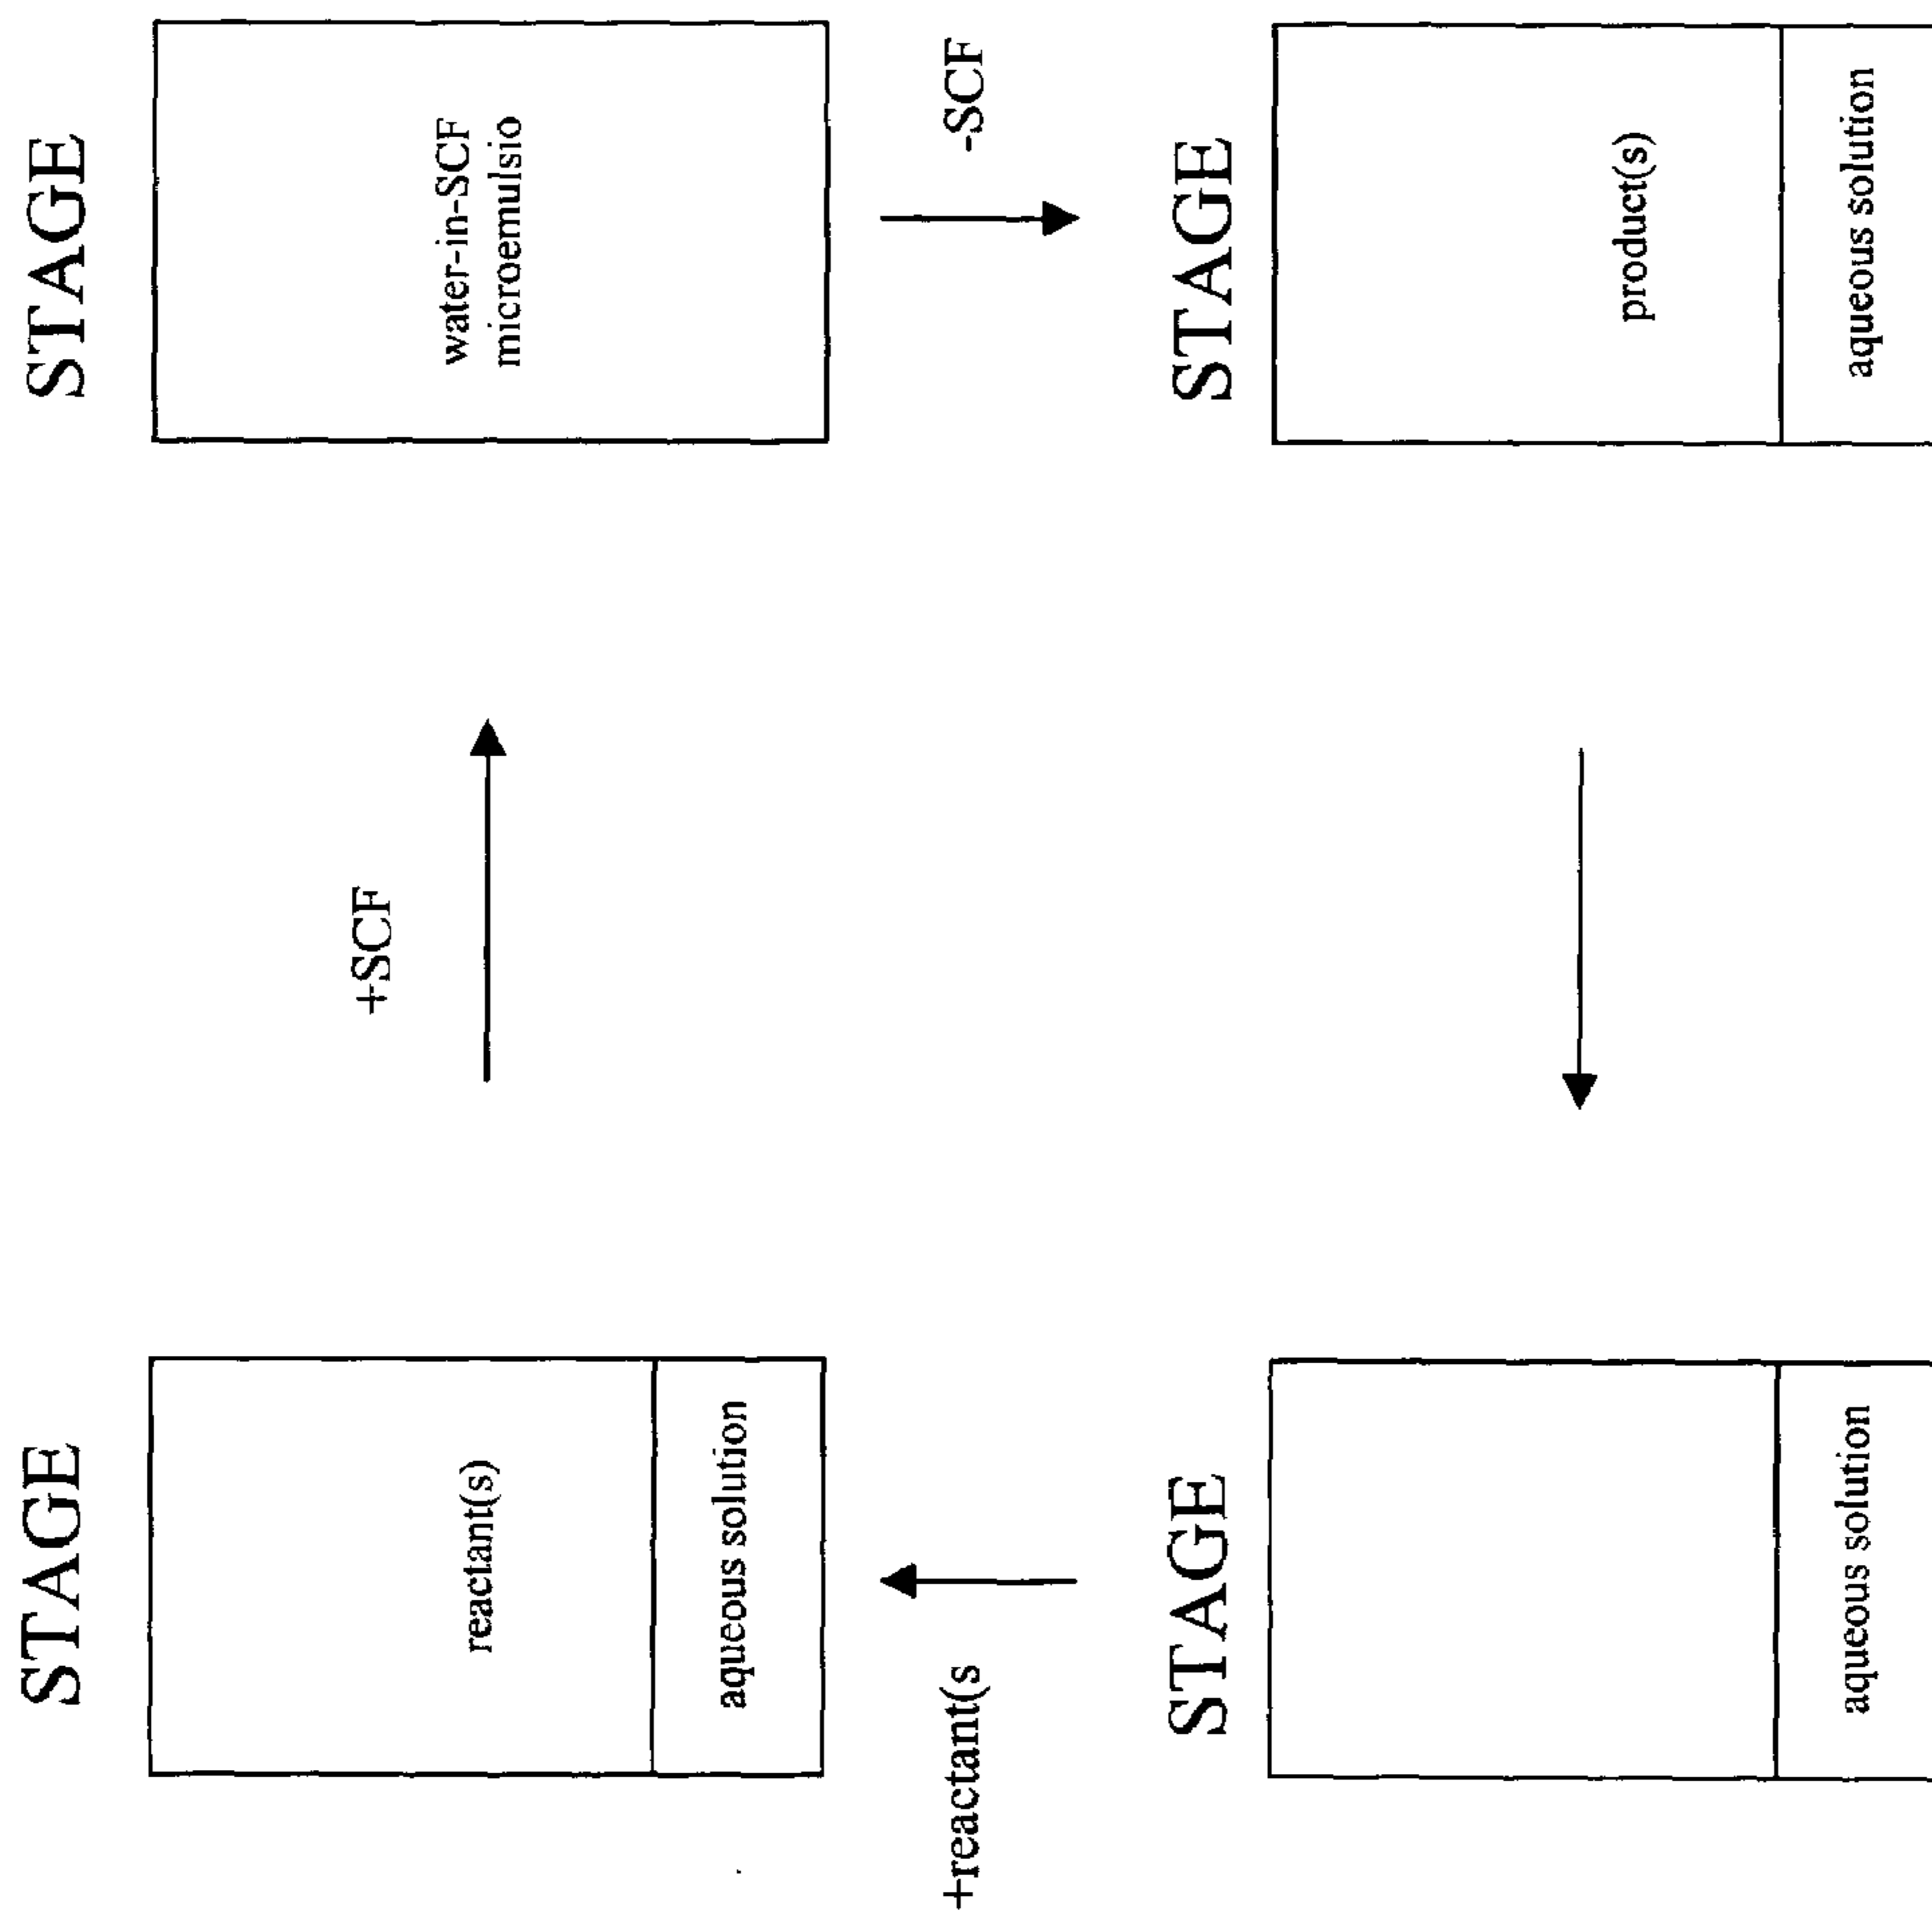 STAGE
reactant(s)
aqueous solution
+SCF
STAGE
water-in-SCF
microemulsio
+reactant(s
-SCF
STAGE
aqueous solution
STAGE
product(s)
aqueous solution